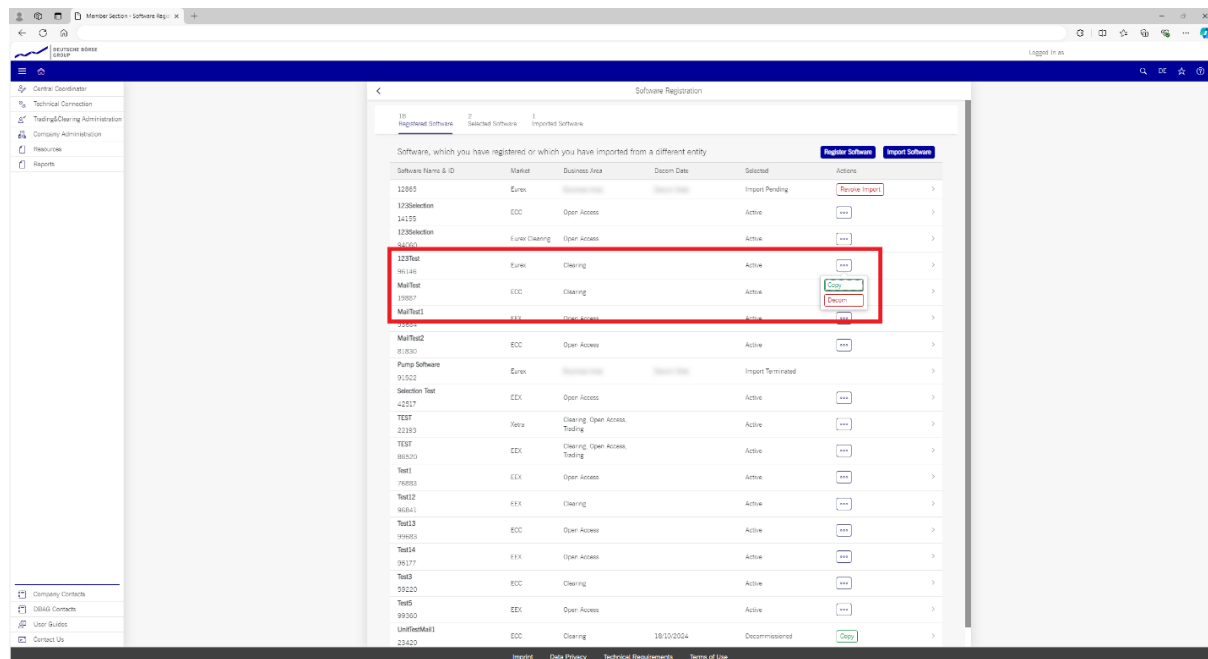 Member Section - Software Regi
DEUTSCHE BÖRSE
GROUP
Logged in as
DE
Central Coordinator
Technical Connection
Trading&Clearing Administration
Company Administration
Resources
Reports
Software Registration
18 2 1
Registered Software Selected Software Imported Software
Software, which you have registered or which you have imported from a different entity Register Software Import Software
Software Name & ID Market Business Area Decom Date Selected Actions
12865 Eurex Import Pending Revoke Import
123Selection
14155 ECC Open Access Active
123Selection
94060 Eurex Clearing Open Access Active
123Test
96146 Eurex Clearing Active
MailTest
19887 ECC Clearing Active
Copy
Decom
MailTest1
EEX Open Access Active
MailTest2
81830 ECC Open Access Active
Pump Software
91522 Eurex Import Terminated
Selection Test
42517 EEX Open Access Active
TEST
22193 Xetra Clearing, Open Access, Trading Active
TEST
86520 EEX Clearing, Open Access, Trading Active
Test1
76883 EEX Open Access Active
Test12
96841 EEX Clearing Active
Test13
99683 ECC Open Access Active
Test14
96177 EEX Open Access Active
Test3
59220 ECC Clearing Active
Test5
99360 EEX Open Access Active
UnitTestMail1
23420 ECC Clearing 18/10/2024 Decommissioned Copy
Company Contacts
DBAG Contacts
User Guides
Contact Us
Imprint Data Privacy Technical Requirements Terms of Use